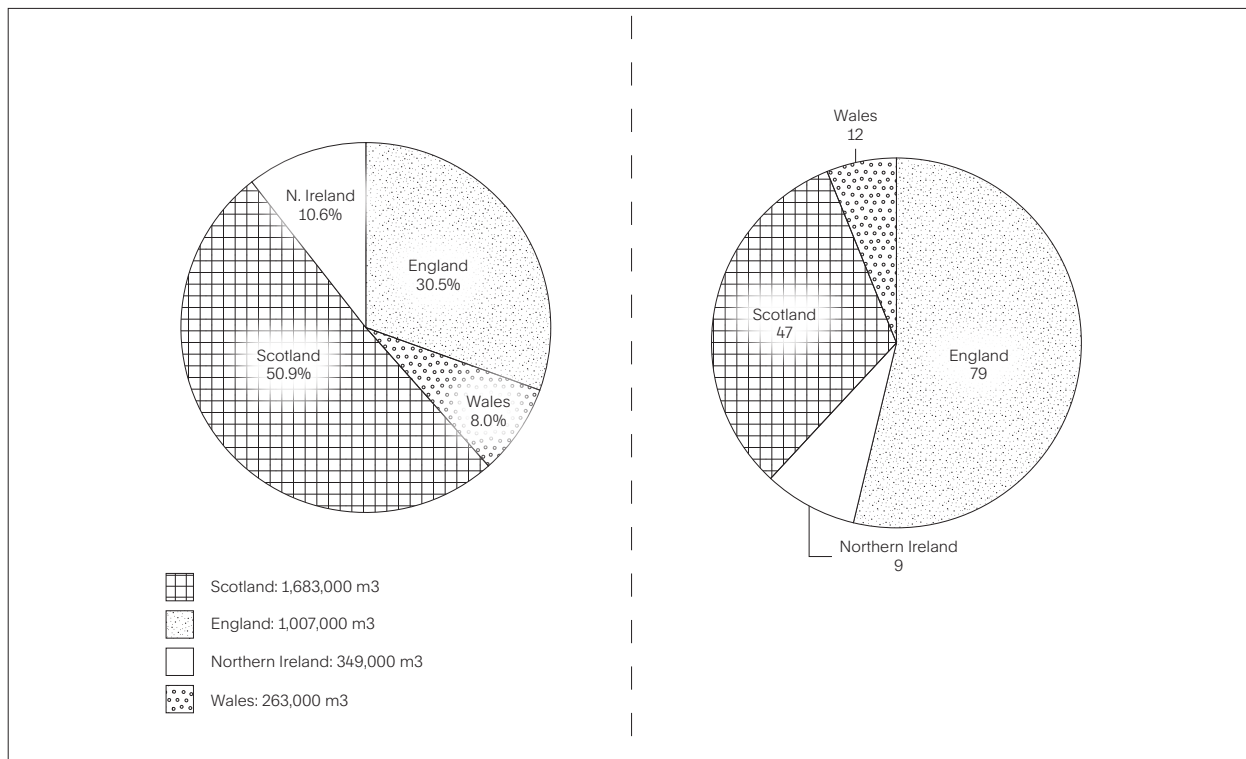 N. Ireland
10.6%
England
30.5%
Scotland
50.9%
Wales
8.0%
Scotland: 1,683,000 m3
England: 1,007,000 m3
Northern Ireland: 349,000 m3
Wales: 263,000 m3
Wales
12
Scotland
47
England
79
Northern Ireland
9